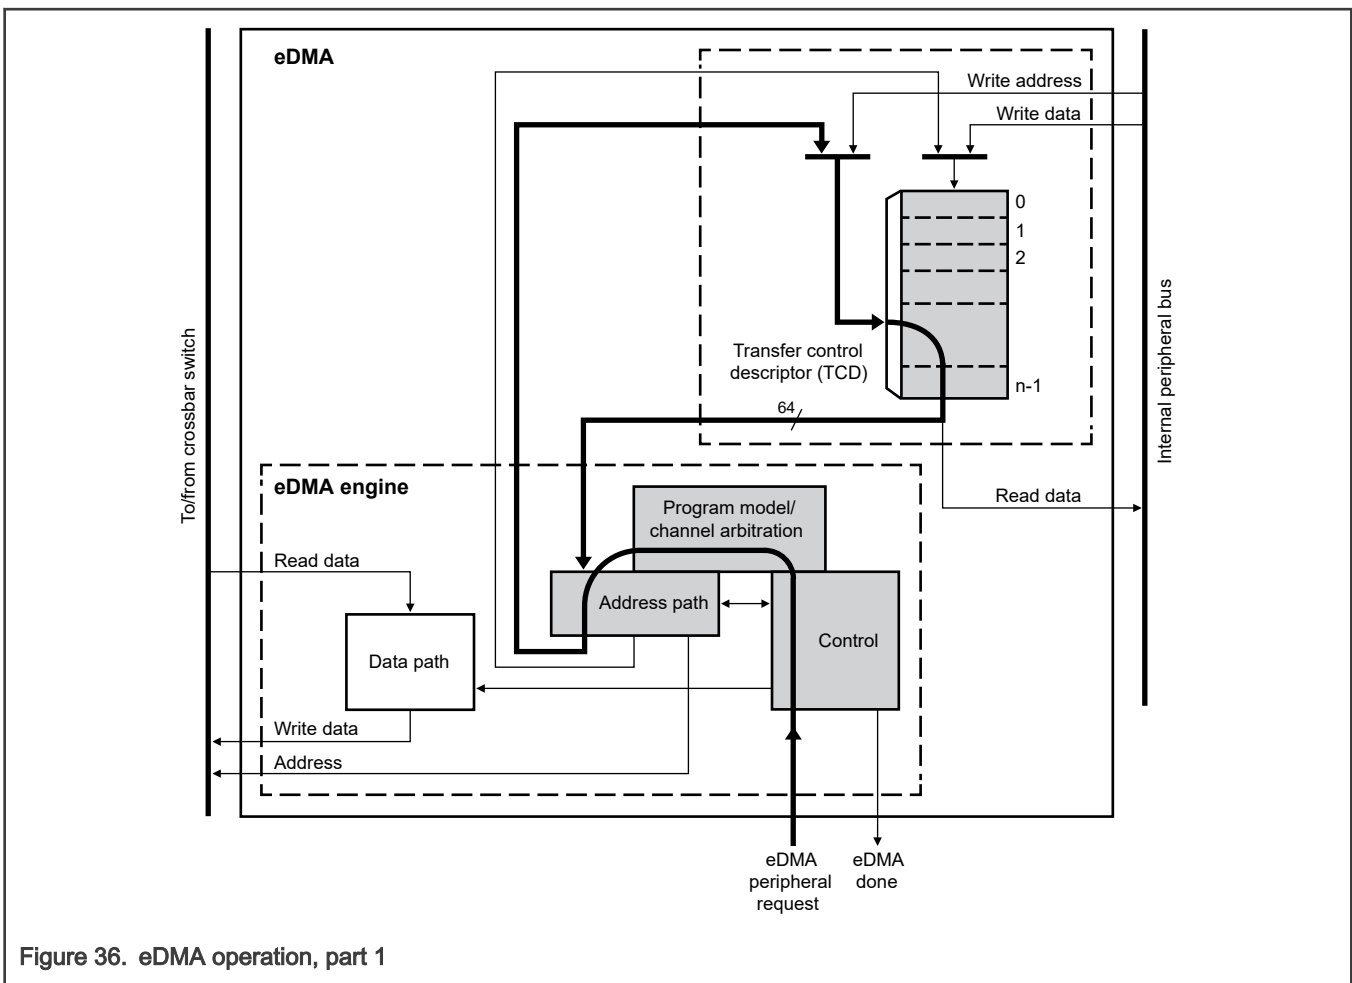 eDMA
Write address
Write data
0
1
2
n-1
Transfer control
descriptor (TCD)
64
To/from crossbar switch
Internal peripheral bus
eDMA engine
Program model/
channel arbitration
Read data
Read data
Address path
Control
Data path
Write data
Address
eDMA
peripheral
request
eDMA
done
Figure 36. eDMA operation, part 1